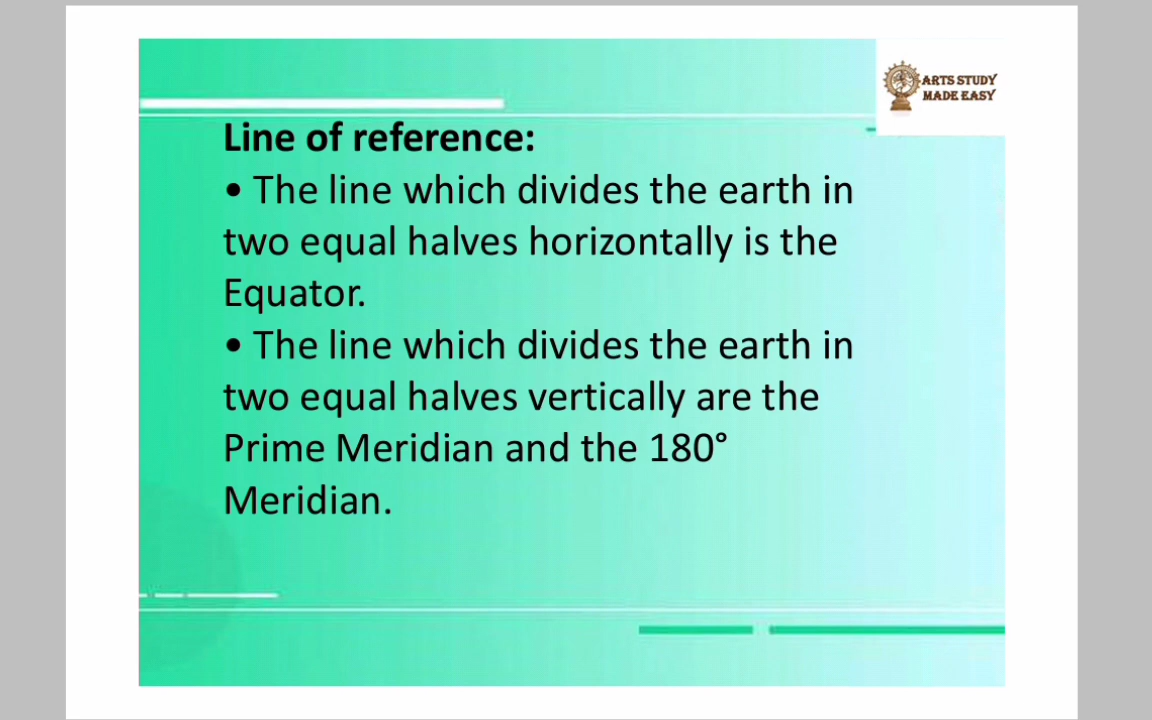 ARTS STUDY
MADE EASY
Line of reference:
• The line which divides the earth in
two equal halves horizontally is the
Equator.
• The line which divides the earth in
two equal halves vertically are the
Prime Meridian and the 180°
Meridian.